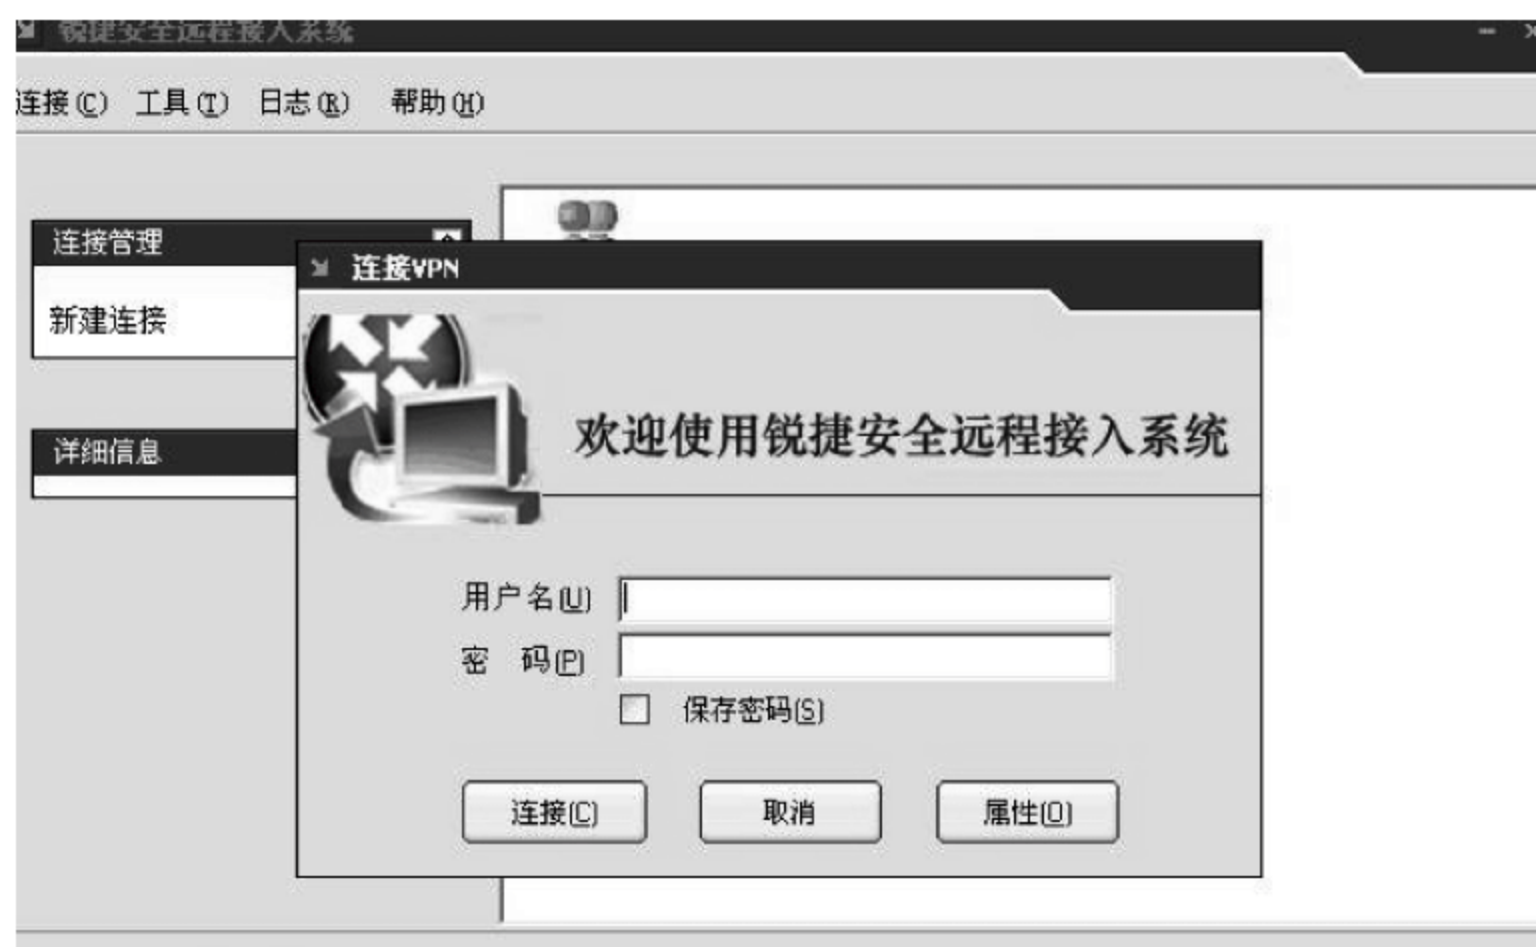 锐捷安全远程接入系统
连接(C) 工具(T) 日志(R) 帮助(H)
连接管理
新建连接
详细信息
连接VPN
欢迎使用锐捷安全远程接入系统
用户名(U)
密 码(P)
保存密码(S)
连接(C) 取消 属性(O)